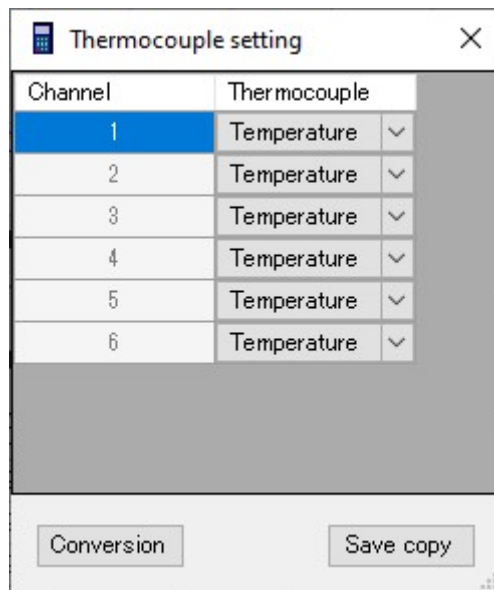 Thermocouple setting
Channel Thermocouple
1 Temperature
2 Temperature
3 Temperature
4 Temperature
5 Temperature
6 Temperature
Conversion Save copy